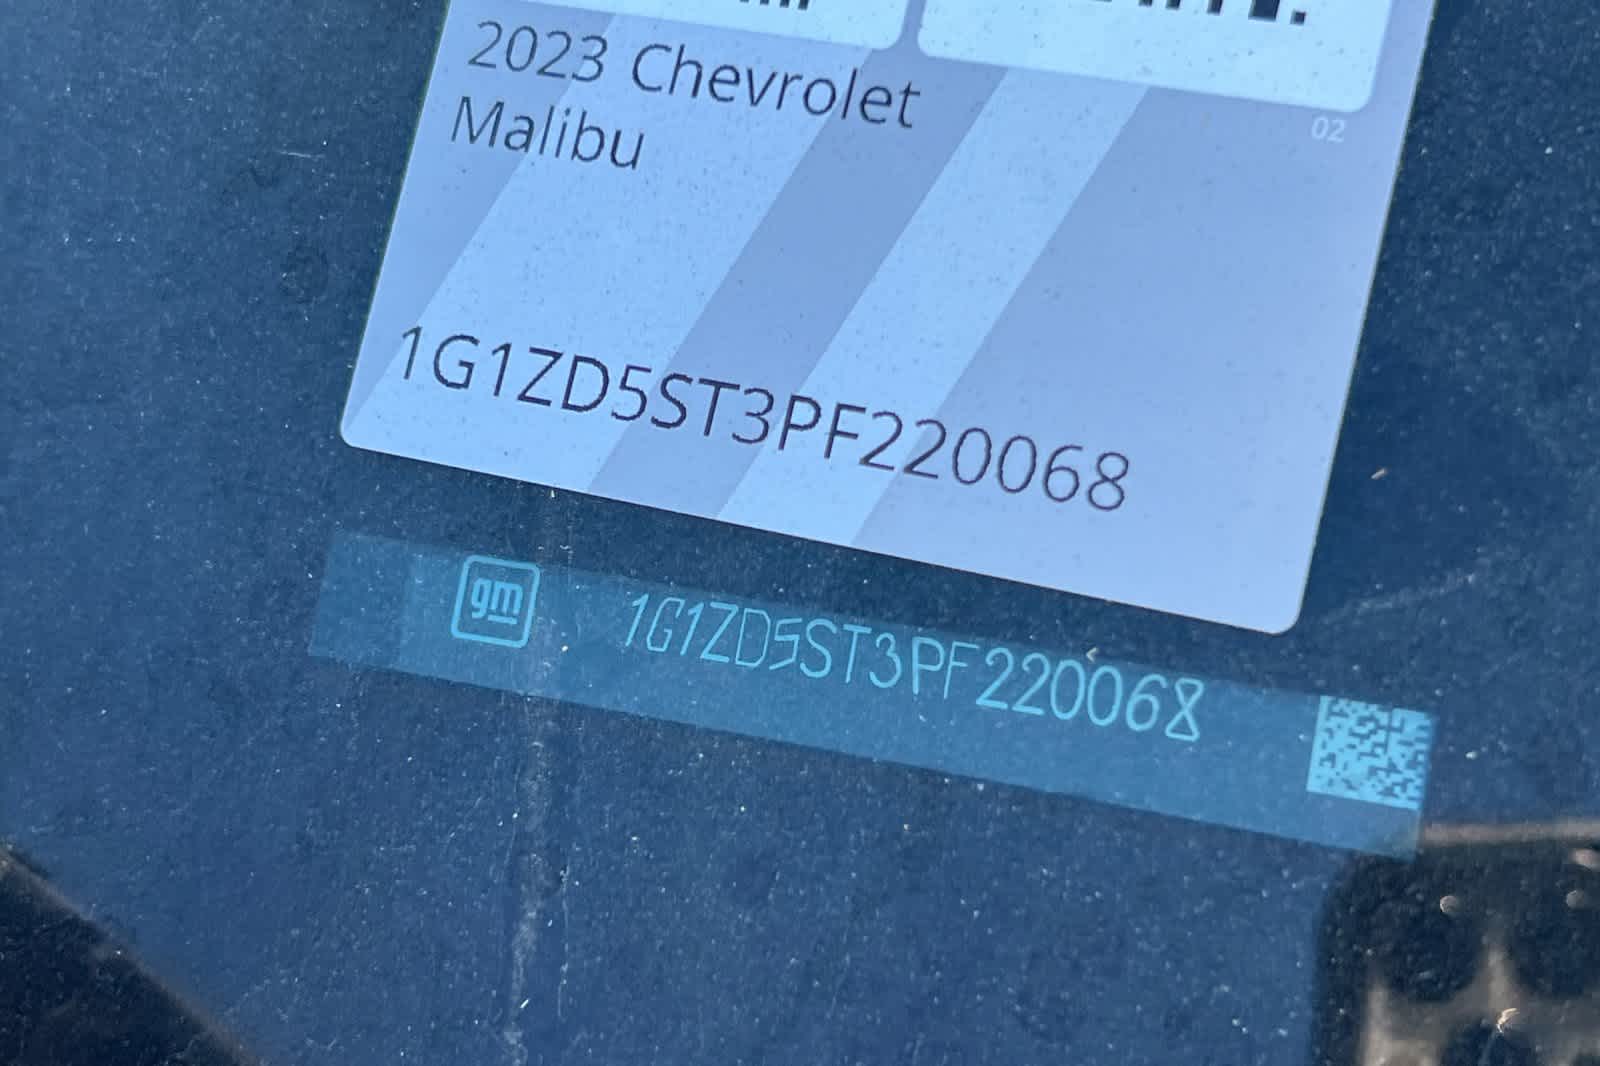 2023 Chevrolet
02
Malibu
1G1ZD5ST3PF220068
gm 1G1ZD5ST3PF220068